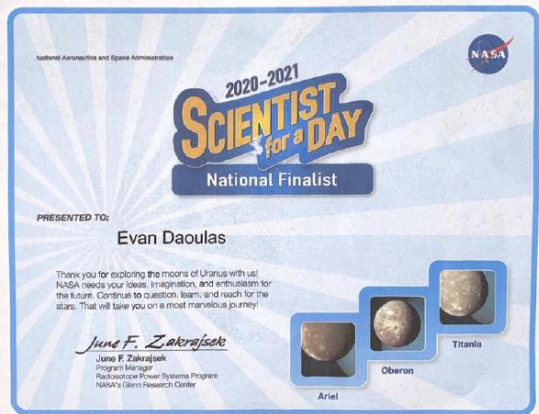 National Aeronautics and Space Administration
NASA
2020-2021
SCIENTIST
for a DAY
National Finalist
PRESENTED TO:
Evan Daoulas
Thank you for exploring the moons of Uranus with us!
NASA needs your ideas, imagination, and enthusiasm for
the future. Continue to question, learn, and reach for the
stars. That will take you on a most marvelous journey!
June F. Zakrajsek
June F. Zakrajsek
Program Manager
Radioisotope Power Systems Program
NASA's Glenn Research Center
Titania
Oberon
Ariel